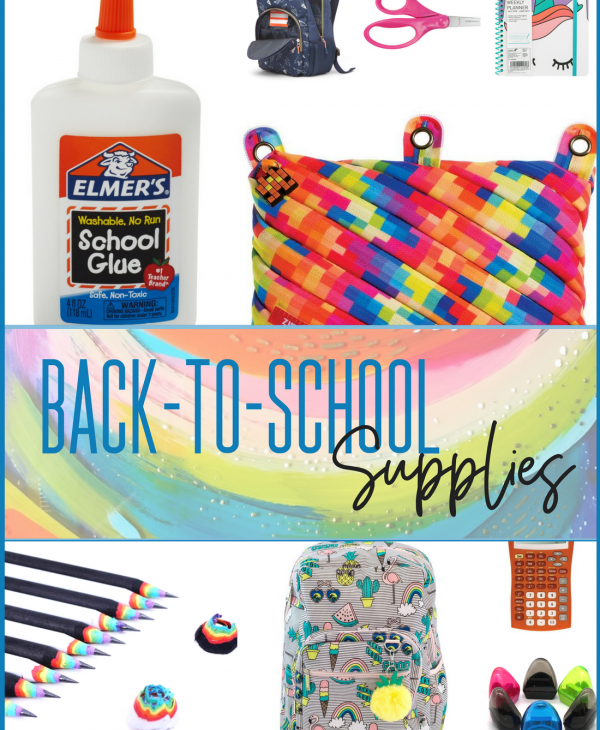 WEEKLY
PLANNER
ELMER'S
Washable, No Run
School
Glue
#1
Teacher
Brand
Safe, Non-Toxic
4 fl oz
(118 mL)
WARNING:
BACK-TO-SCHOOL
Supplies